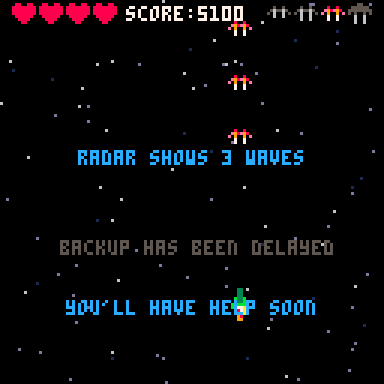 SCORE:5100
RADAR SHOWS 3 WAVES
BACKUP HAS BEEN DELAYED
YOU'LL HAVE HELP SOON